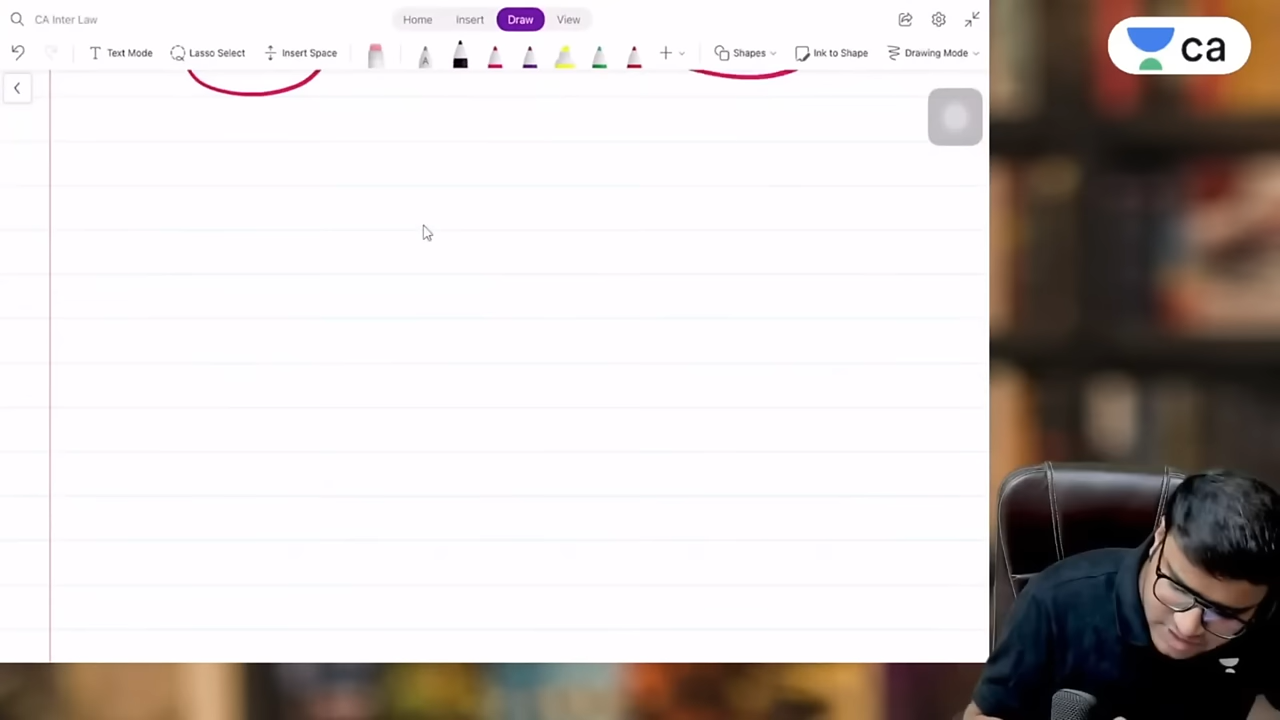 CA Inter Law
Home Insert Draw View
Text Mode Lasso Select Insert Space A Shapes Ink to Shape Drawing Mode
ca